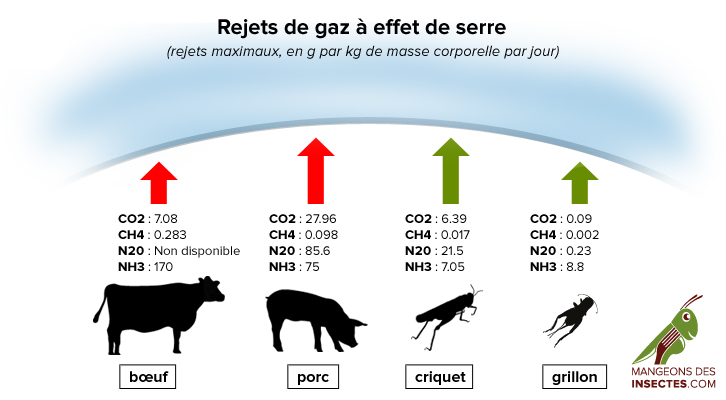 Rejets de gaz à effet de serre
(rejets maximaux, en g par kg de masse corporelle par jour)
CO2 : 7.08
CH4 : 0.283
N20 : Non disponible
NH3 : 170
CO2 : 27.96
CH4 : 0.098
N20 : 85.6
NH3 : 75
CO2 : 6.39
CH4 : 0.017
N20 : 21.5
NH3 : 7.05
CO2 : 0.09
CH4 : 0.002
N20 : 0.23
NH3 : 8.8
bœuf
porc
criquet
grillon
MANGEONS DES
INSECTES.COM